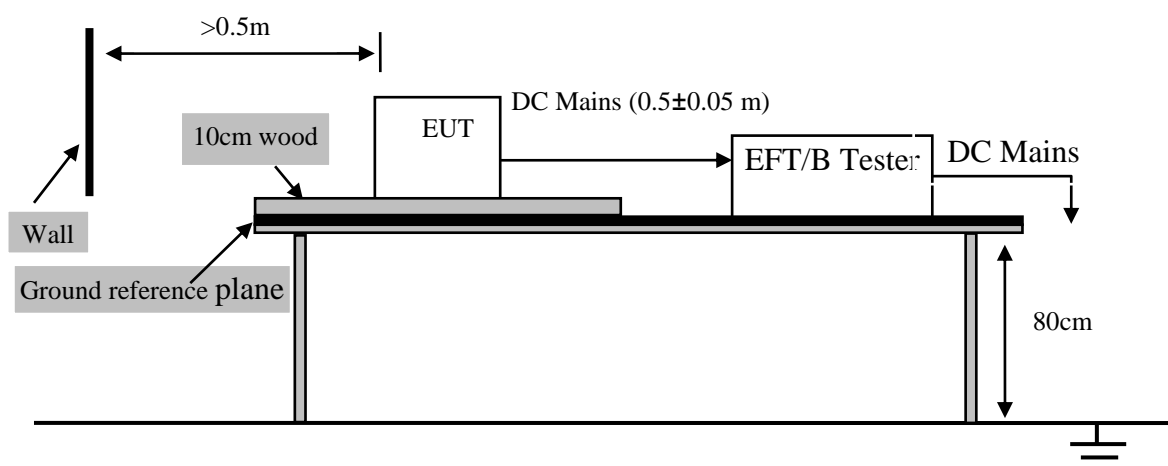 >0.5m
DC Mains (0.5±0.05 m)
EUT
10cm wood
EFT/B Tester
DC Mains
Wall
Ground reference plane
80cm